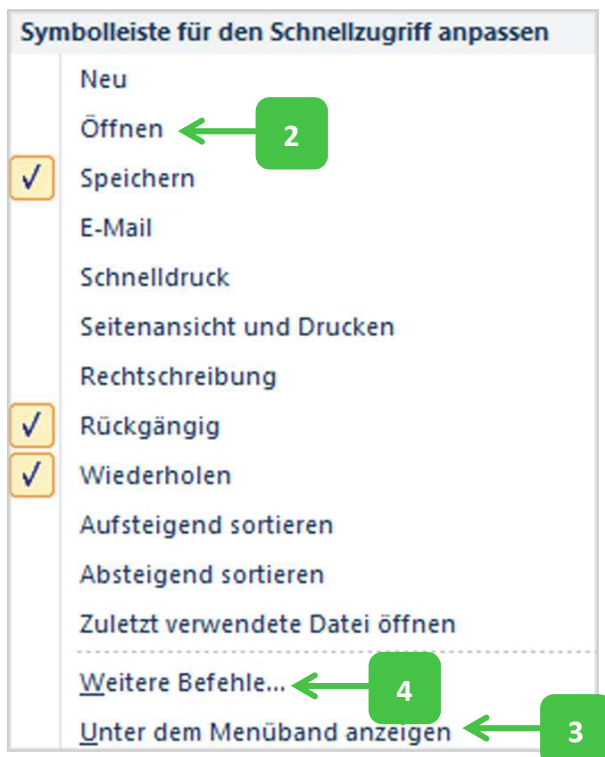 Symbolleiste für den Schnellzugriff anpassen
Neu
Öffnen 2
Speichern
E-Mail
Schnelldruck
Seitenansicht und Drucken
Rechtschreibung
Rückgängig
Wiederholen
Aufsteigend sortieren
Absteigend sortieren
Zuletzt verwendete Datei öffnen
Weitere Befehle... 4
Unter dem Menüband anzeigen 3